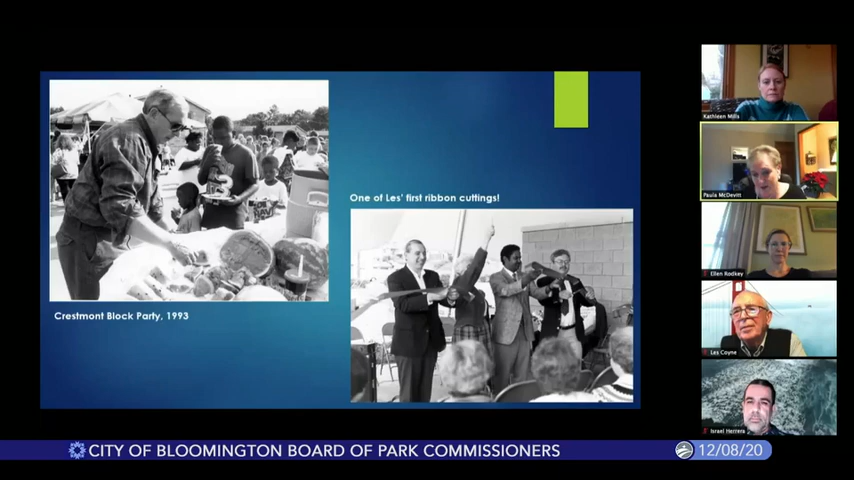 One of Les' first ribbon cuttings!
Crestmont Block Party, 1993
Kathleen Mills
Paula McDevitt
Ellen Rodkey
Les Coyne
Israel Herrera
CITY OF BLOOMINGTON BOARD OF PARK COMMISSIONERS
12/08/20